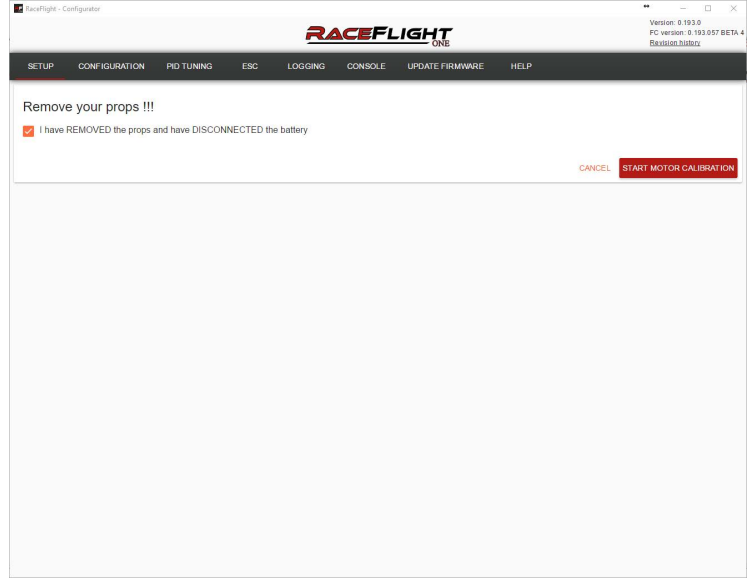 RaceFlight - Configurator
RACEFLIGHT
ONE
Version: 0.193.0
FC version: 0.193.057 BETA 4
Revision history
SETUP CONFIGURATION PID TUNING ESC LOGGING CONSOLE UPDATE FIRMWARE HELP
Remove your props !!!
I have REMOVED the props and have DISCONNECTED the battery
CANCEL START MOTOR CALIBRATION